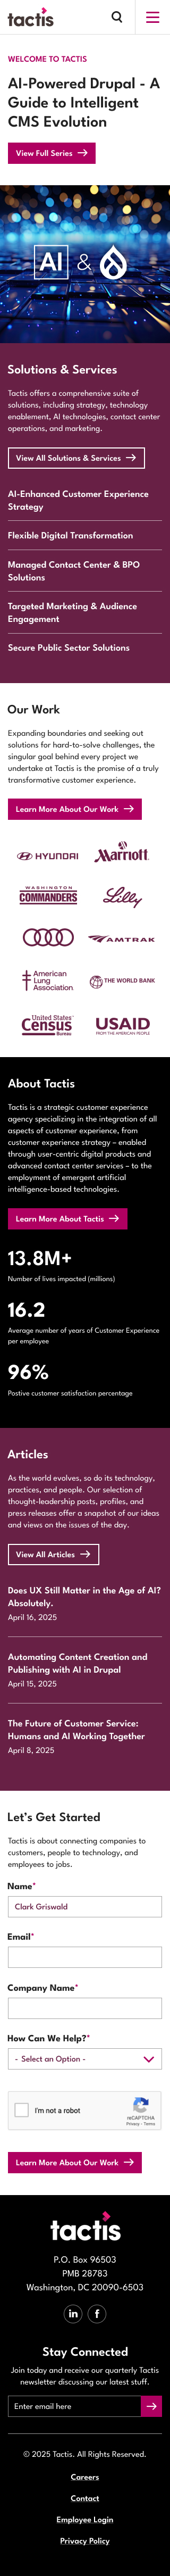 tactis
WELCOME TO TACTIS
AI-Powered Drupal - A
Guide to Intelligent
CMS Evolution
View Full Series
AI &
Solutions & Services
Tactis offers a comprehensive suite of
solutions, including strategy, technology
enablement, AI technologies, contact center
operations, and marketing.
View All Solutions & Services
AI-Enhanced Customer Experience
Strategy
Flexible Digital Transformation
Managed Contact Center & BPO
Solutions
Targeted Marketing & Audience
Engagement
Secure Public Sector Solutions
Our Work
Expanding boundaries and seeking out
solutions for hard-to-solve challenges, the
singular goal behind every project we
undertake at Tactis is the promise of a truly
transformative customer experience.
Learn More About Our Work
HYUNDAI
Marriott
WASHINGTON
COMMANDERS
Lilly
AMTRAK
American
Lung
Association
THE WORLD BANK
United States
Census
Bureau
USAID
FROM THE AMERICAN PEOPLE
About Tactis
Tactis is a strategic customer experience
agency specializing in the integration of all
aspects of customer experience, from
customer experience strategy – enabled
through user-centric digital products and
advanced contact center services – to the
deployment of emergent artificial
intelligence-based technologies.
Learn More About Tactis
13.8M+
Number of lives impacted (millions)
16.2
Average number of years of Customer Experience
per employee
96%
Postive customer satisfaction percentage
Articles
As the world evolves, so do its technology,
practices, and people. Our selection of
thought-leadership posts, profiles, and
press releases offer a snapshot of our ideas
and views on the issues of the day.
View All Articles
Does UX Still Matter in the Age of AI?
Absolutely.
April 16, 2025
Automating Content Creation and
Publishing with AI in Drupal
April 15, 2025
The Future of Customer Service:
Humans and AI Working Together
April 8, 2025
Let's Get Started
Tactis is about connecting companies to
customers, people to technology, and
employees to jobs.
Name*
Clark Griswald
Email*
Company Name*
How Can We Help?*
- Select an Option -
I'm not a robot
reCAPTCHA
Privacy - Terms
Learn More About Our Work
tactis
P.O. Box 96503
PMB 28783
Washington, DC 20090-6503
in f
Stay Connected
Join today and receive our quarterly Tactis
newsletter discussing our latest stuff.
Enter email here
© 2025 Tactis. All Rights Reserved.
Careers
Contact
Employee Login
Privacy Policy